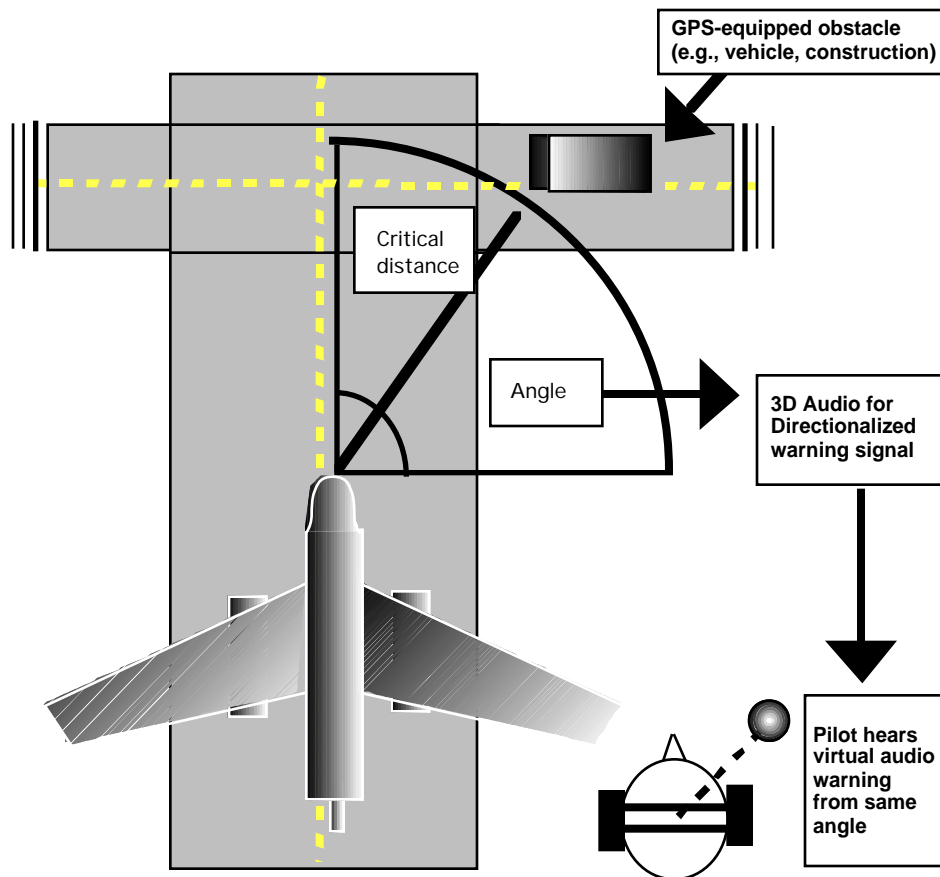 GPS-equipped obstacle
(e.g., vehicle, construction)
Critical
distance
Angle
3D Audio for
Directionalized
warning signal
Pilot hears
virtual audio
warning
from same
angle